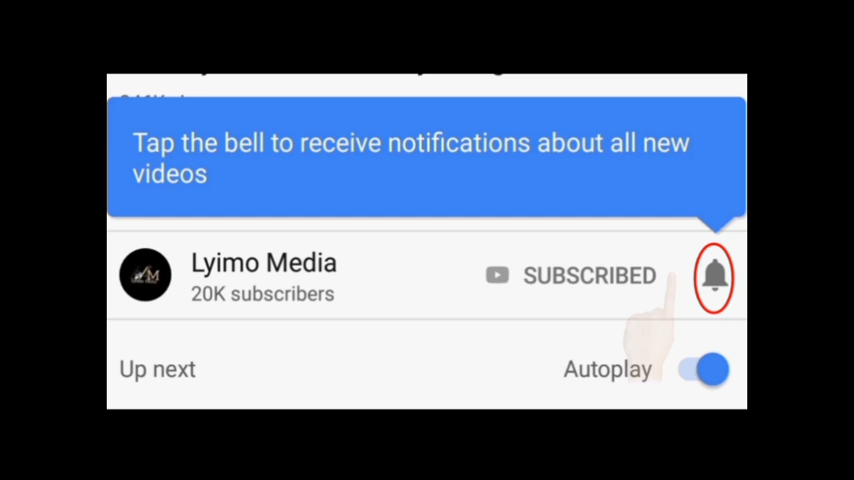 Tap the bell to receive notifications about all new
videos
Lyimo Media
SUBSCRIBED
20K subscribers
Up next
Autoplay